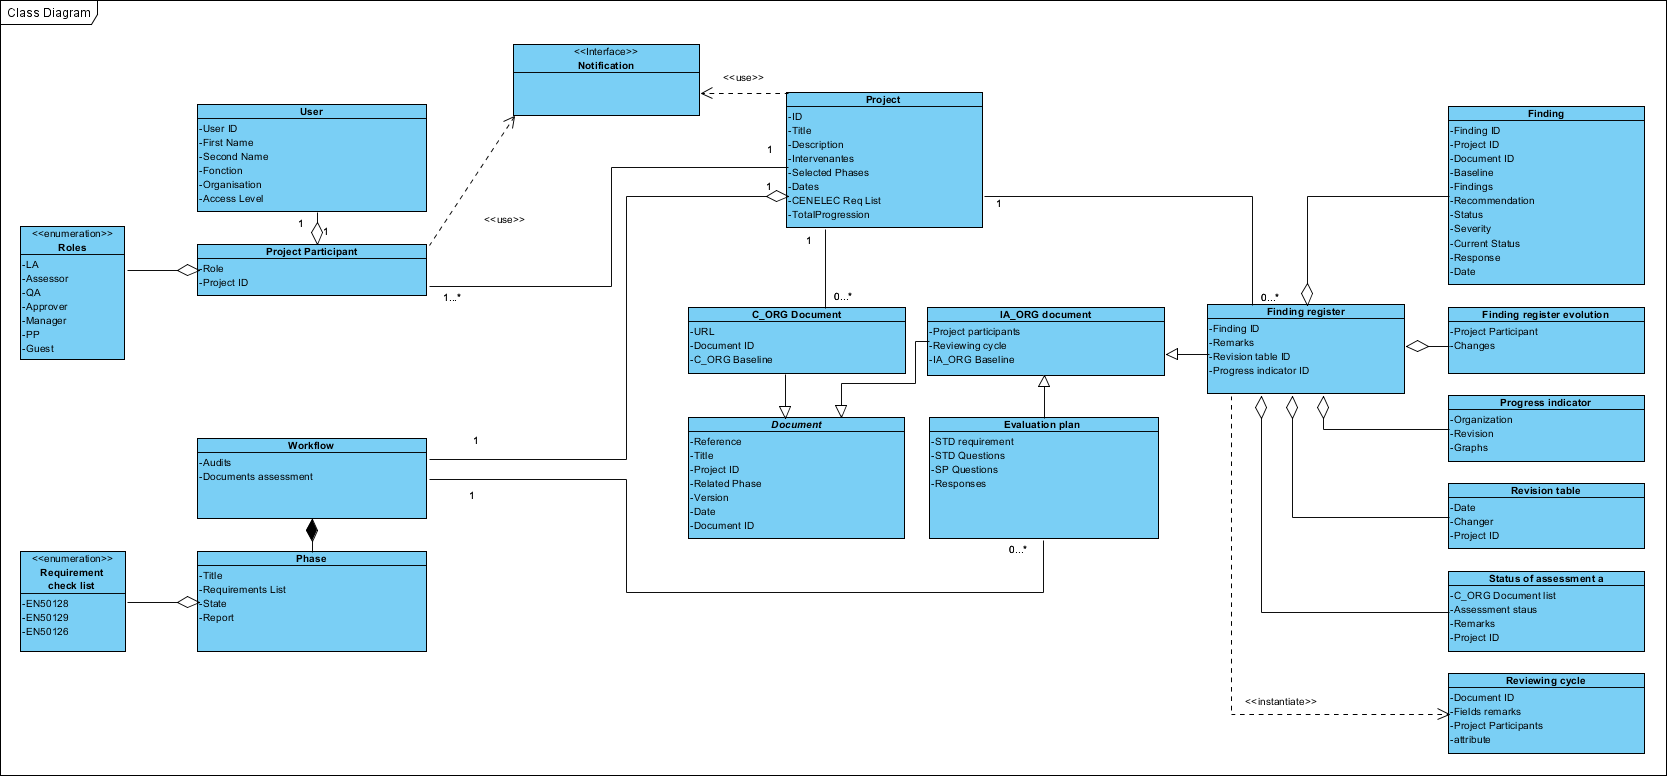 Class Diagram
<<Interface>>
Notification
<<use>>
<<use>>
User
-User ID
-First Name
-Second Name
-Fonction
-Organisation
-Access Level
1
1
<<enumeration>>
Roles
-LA
-Assessor
-QA
-Approver
-Manager
-PP
-Guest
Project Participant
-Role
-Project ID
1...*
Project
-ID
-Title
-Description
-Intervenantes
-Selected Phases
-Dates
-CENELEC Req List
-TotalProgression
1
1
1
1
0...*
0...*
C_ORG Document
-URL
-Document ID
-C_ORG Baseline
IA_ORG document
-Project participants
-Reviewing cycle
-IA_ORG Baseline
Document
-Reference
-Title
-Project ID
-Related Phase
-Version
-Date
-Document ID
Evaluation plan
-STD requirement
-STD Questions
-SP Questions
-Responses
0...*
Workflow
-Audits
-Documents assessment
1
1
<<enumeration>>
Requirement
check list
-EN50128
-EN50129
-EN50126
Phase
-Title
-Requirements List
-State
-Report
Finding register
-Finding ID
-Remarks
-Revision table ID
-Progress indicator ID
<<instantiate>>
Finding
-Finding ID
-Project ID
-Document ID
-Baseline
-Findings
-Recommendation
-Status
-Severity
-Current Status
-Response
-Date
Finding register evolution
-Project Participant
-Changes
Progress indicator
-Organization
-Revision
-Graphs
Revision table
-Date
-Changer
-Project ID
Status of assessment a
-C_ORG Document list
-Assessment staus
-Remarks
-Project ID
Reviewing cycle
-Document ID
-Fields remarks
-Project Participants
-attribute